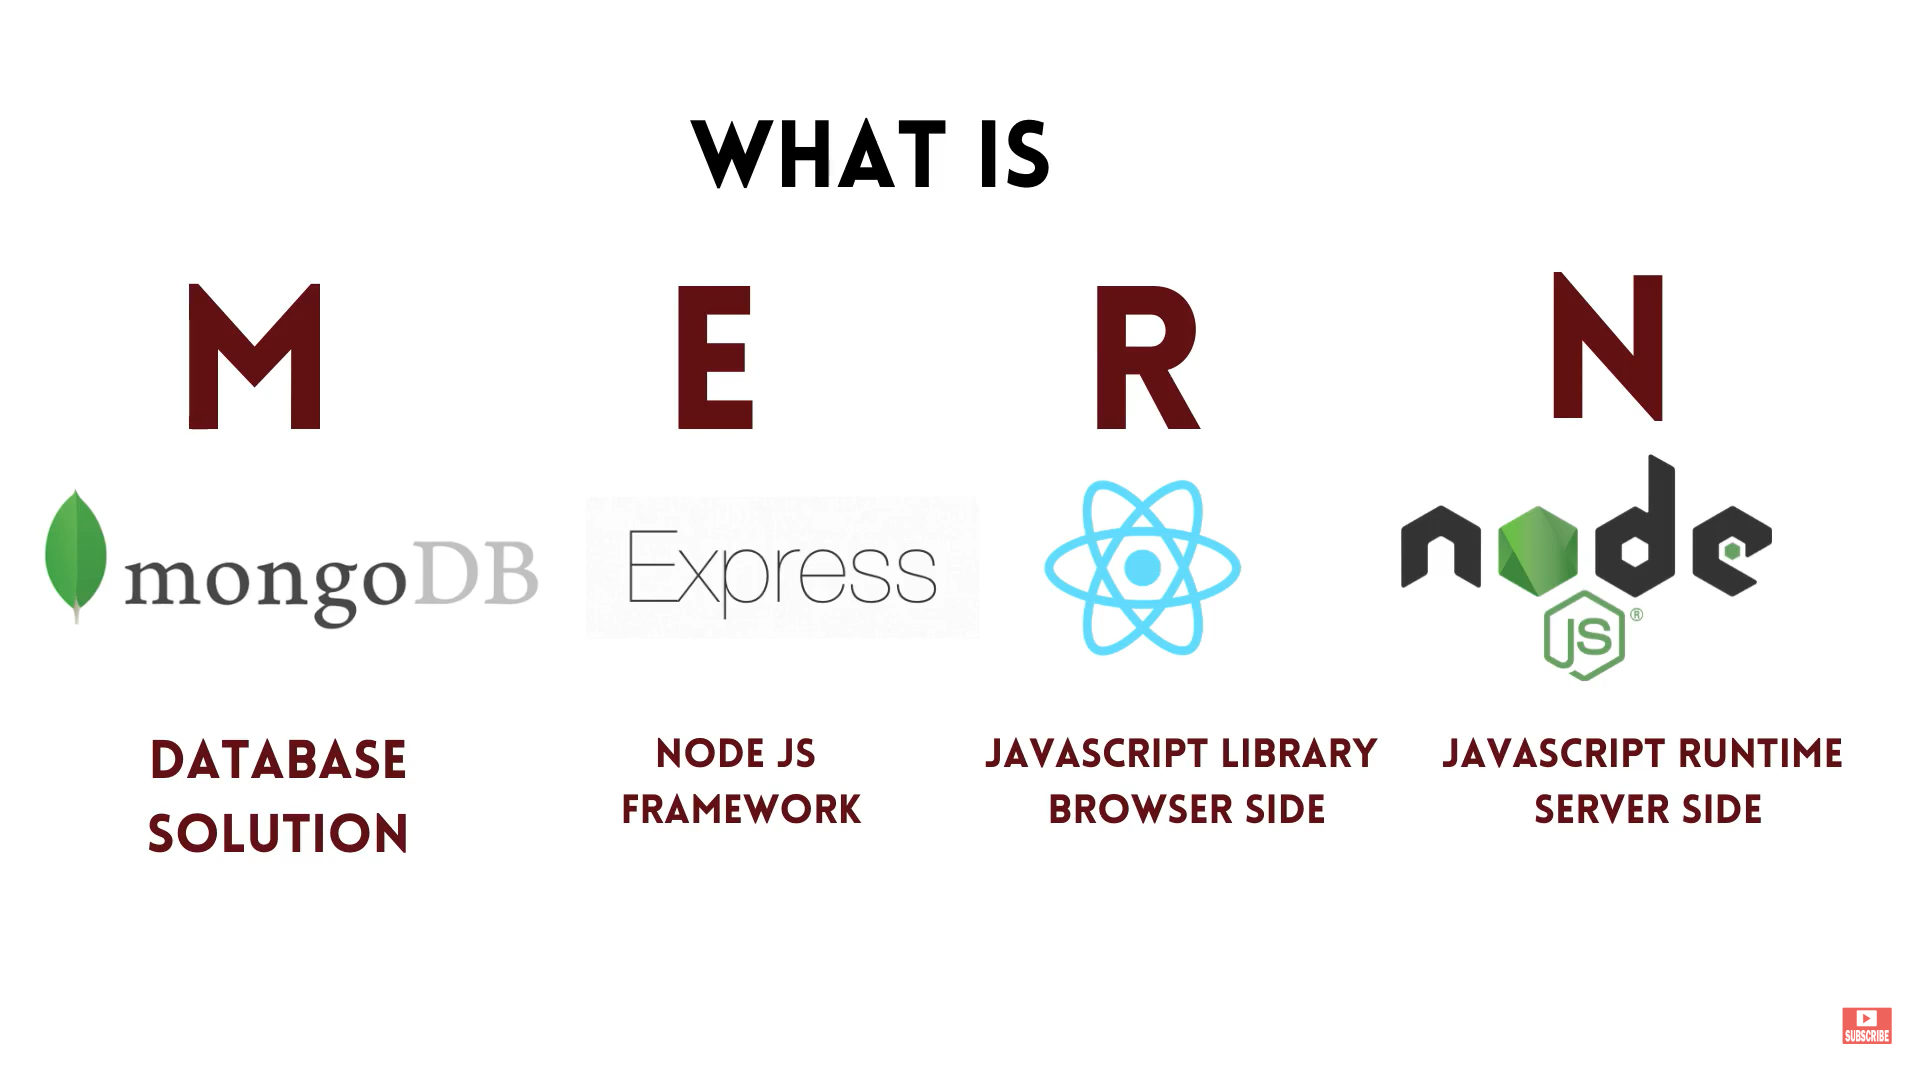 WHAT IS
M E R N
mongoDB
Express
node
JS
®
DATABASE
SOLUTION
NODE JS
FRAMEWORK
JAVASCRIPT LIBRARY
BROWSER SIDE
JAVASCRIPT RUNTIME
SERVER SIDE
SUBSCRIBE